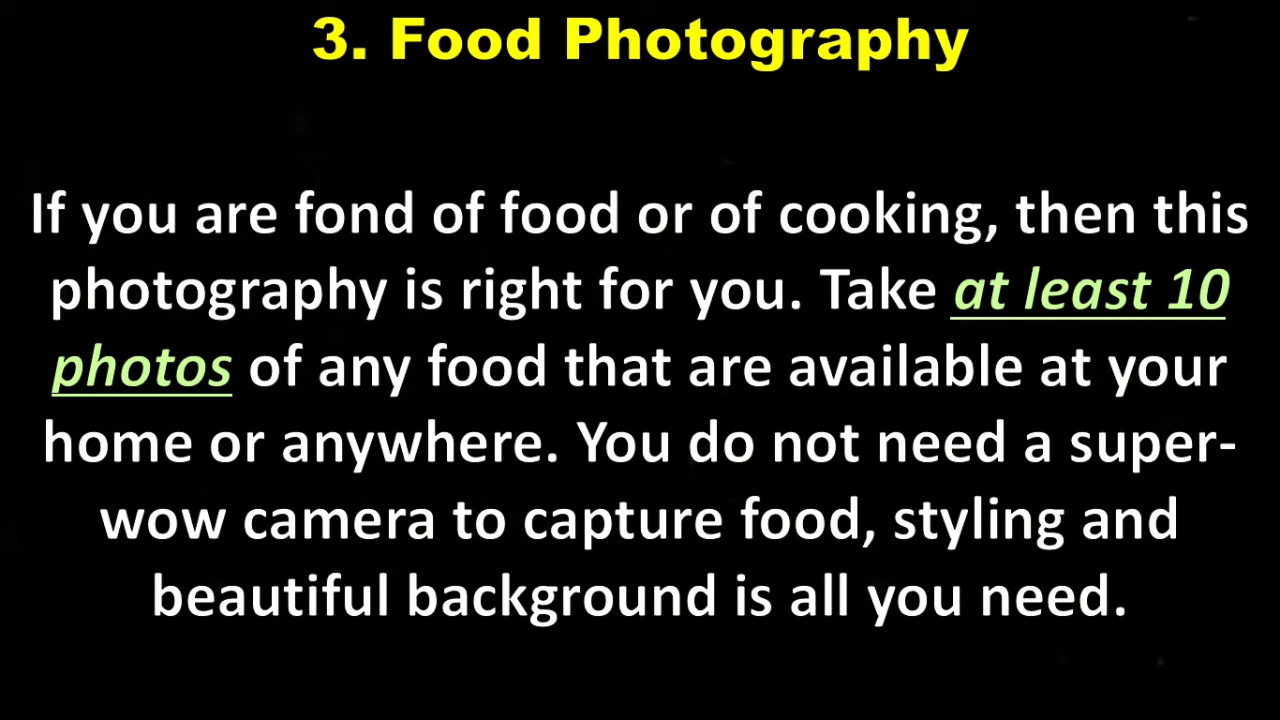 3. Food Photography
If you are fond of food or of cooking, then this
photography is right for you. Take at least 10
photos of any food that are available at your
home or anywhere. You do not need a super-
wow camera to capture food, styling and
beautiful background is all you need.